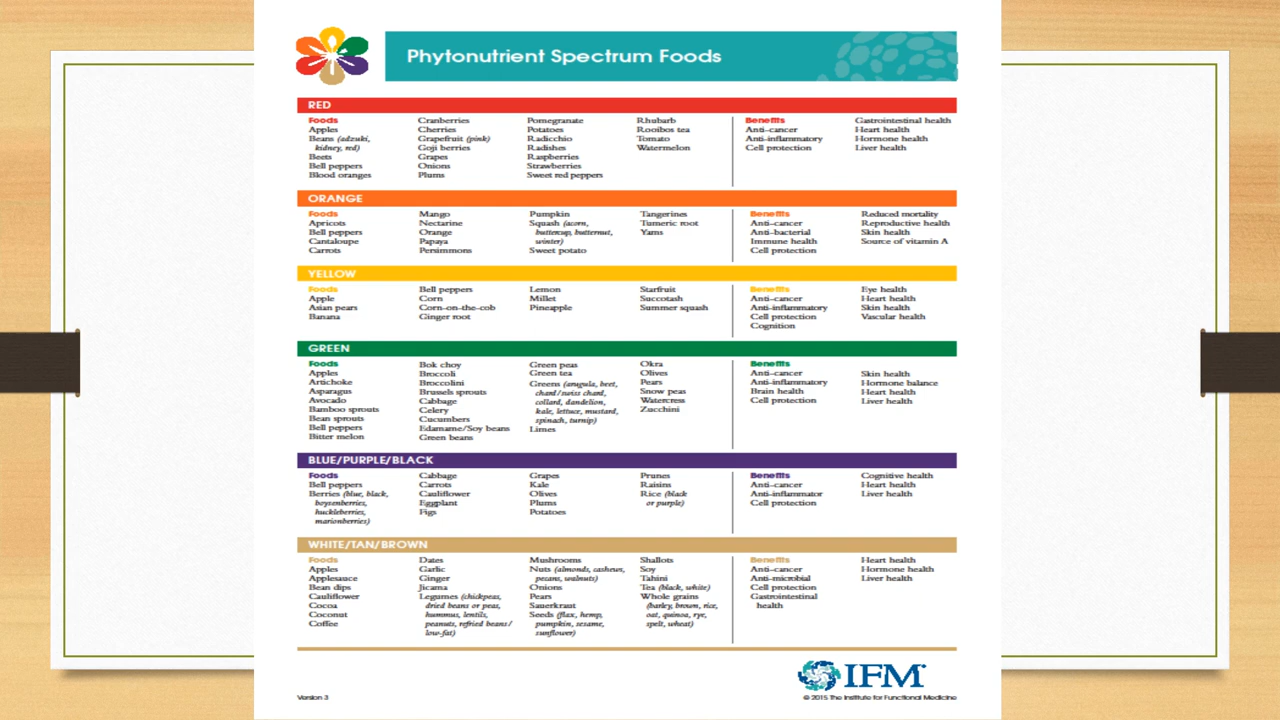 Phytonutrient Spectrum Foods
RED
Foods
Apples
Beans (adzuki,
kidney, red)
Beets
Bell peppers
Blood oranges
Cranberries
Cherries
Grapefruit (pink)
Goji berries
Grapes
Onions
Plums
Pomegranate
Potatoes
Radicchio
Radishes
Raspberries
Strawberries
Sweet red peppers
Rhubarb
Rooibos tea
Tomato
Watermelon
Benefits
Anti-cancer
Anti-inflammatory
Cell protection
Gastrointestinal health
Heart health
Hormone health
Liver health
ORANGE
Foods
Apricots
Bell peppers
Cantaloupe
Carrots
Mango
Nectarine
Orange
Papaya
Persimmons
Pumpkin
Squash (acorn,
buttercup, butternut,
winter)
Sweet potato
Tangerines
Tumeric root
Yams
Benefits
Anti-cancer
Anti-bacterial
Immune health
Cell protection
Reduced mortality
Reproductive health
Skin health
Source of vitamin A
YELLOW
Foods
Apple
Asian pears
Banana
Bell peppers
Corn
Corn-on-the-cob
Ginger root
Lemon
Millet
Pineapple
Starfruit
Succotash
Summer squash
Benefits
Anti-cancer
Anti-inflammatory
Cell protection
Cognition
Eye health
Heart health
Skin health
Vascular health
GREEN
Foods
Apples
Artichoke
Asparagus
Avocado
Bamboo sprouts
Bean sprouts
Bell peppers
Bitter melon
Bok choy
Broccoli
Broccolini
Brussels sprouts
Cabbage
Celery
Cucumbers
Edamame/Soy beans
Green beans
Green peas
Green tea
Greens (arugula, beet,
chard/swiss chard,
collard, dandelion,
kale, lettuce, mustard,
spinach, turnip)
Limes
Okra
Olives
Pears
Snow peas
Watercress
Zucchini
Benefits
Anti-cancer
Anti-inflammatory
Brain health
Cell protection
Skin health
Hormone balance
Heart health
Liver health
BLUE/PURPLE/BLACK
Foods
Bell peppers
Berries (blue, black,
boysenberries,
huckleberries,
marionberries)
Cabbage
Carrots
Cauliflower
Eggplant
Figs
Grapes
Kale
Olives
Plums
Potatoes
Prunes
Raisins
Rice (black
or purple)
Benefits
Anti-cancer
Anti-inflammator
Cell protection
Cognitive health
Heart health
Liver health
WHITE/TAN/BROWN
Foods
Apples
Applesauce
Bean dips
Cauliflower
Cocoa
Coconut
Coffee
Dates
Garlic
Ginger
Jicama
Legumes (chickpeas,
dried beans or peas,
hummus, lentils,
peanuts, refried beans/
low-fat)
Mushrooms
Nuts (almonds, cashews,
pecans, walnuts)
Onions
Pears
Sauerkraut
Seeds (flax, hemp,
pumpkin, sesame,
sunflower)
Shallots
Soy
Tahini
Tea (black, white)
Whole grains
(barley, brown, rice,
oat, quinoa, rye,
spelt, wheat)
Benefits
Anti-cancer
Anti-microbial
Cell protection
Gastrointestinal
health
Heart health
Hormone health
Liver health
IFM
Version 3
© 2015 The Institute for Functional Medicine